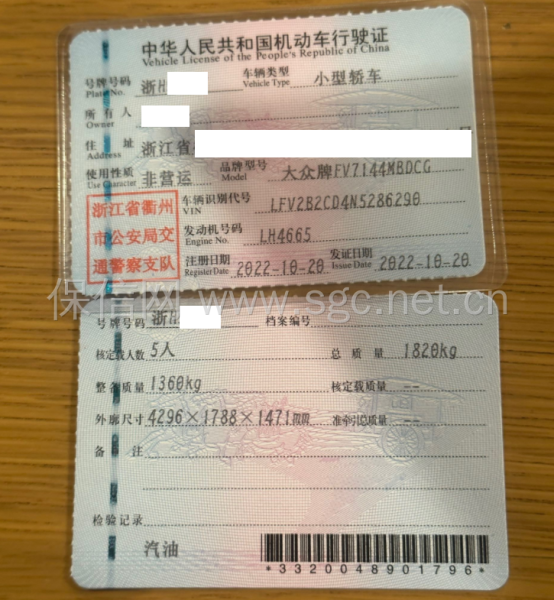 中华人民共和国机动车行驶证
Vehicle License of the People's Republic of China
号牌号码 浙H 车辆类型 小型轿车
Plate No. Vehicle Type
所有人
Owner
住址 浙江省
Address
使用性质 非营运 品牌型号 大众牌FV7144MBDCG
Use Character Model
浙江省衢州
市公安局交
通警察支队
车辆识别代号 LFV2B2CD4N5286290
VIN
发动机号码 LH4665
Engine No.
注册日期 2022-10-20 发证日期 2022-10-20
Register Date Issue Date
保信网 www.sgc.net.cn
号牌号码 浙H 档案编号
核定载人数 5人 总质量 1820kg
整备质量 1360kg 核定载质量 --
外廓尺寸 4296×1788×1471mm 准牵引总质量 --
备注
检验记录
汽油
*3320048901796*